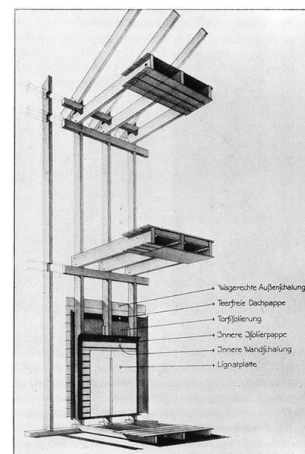 Wagerechte Außenschalung
Teerfreie Dachpappe
Torfisolierung
Innere Isolierpappe
Innere Wandschalung
Lignatplatte